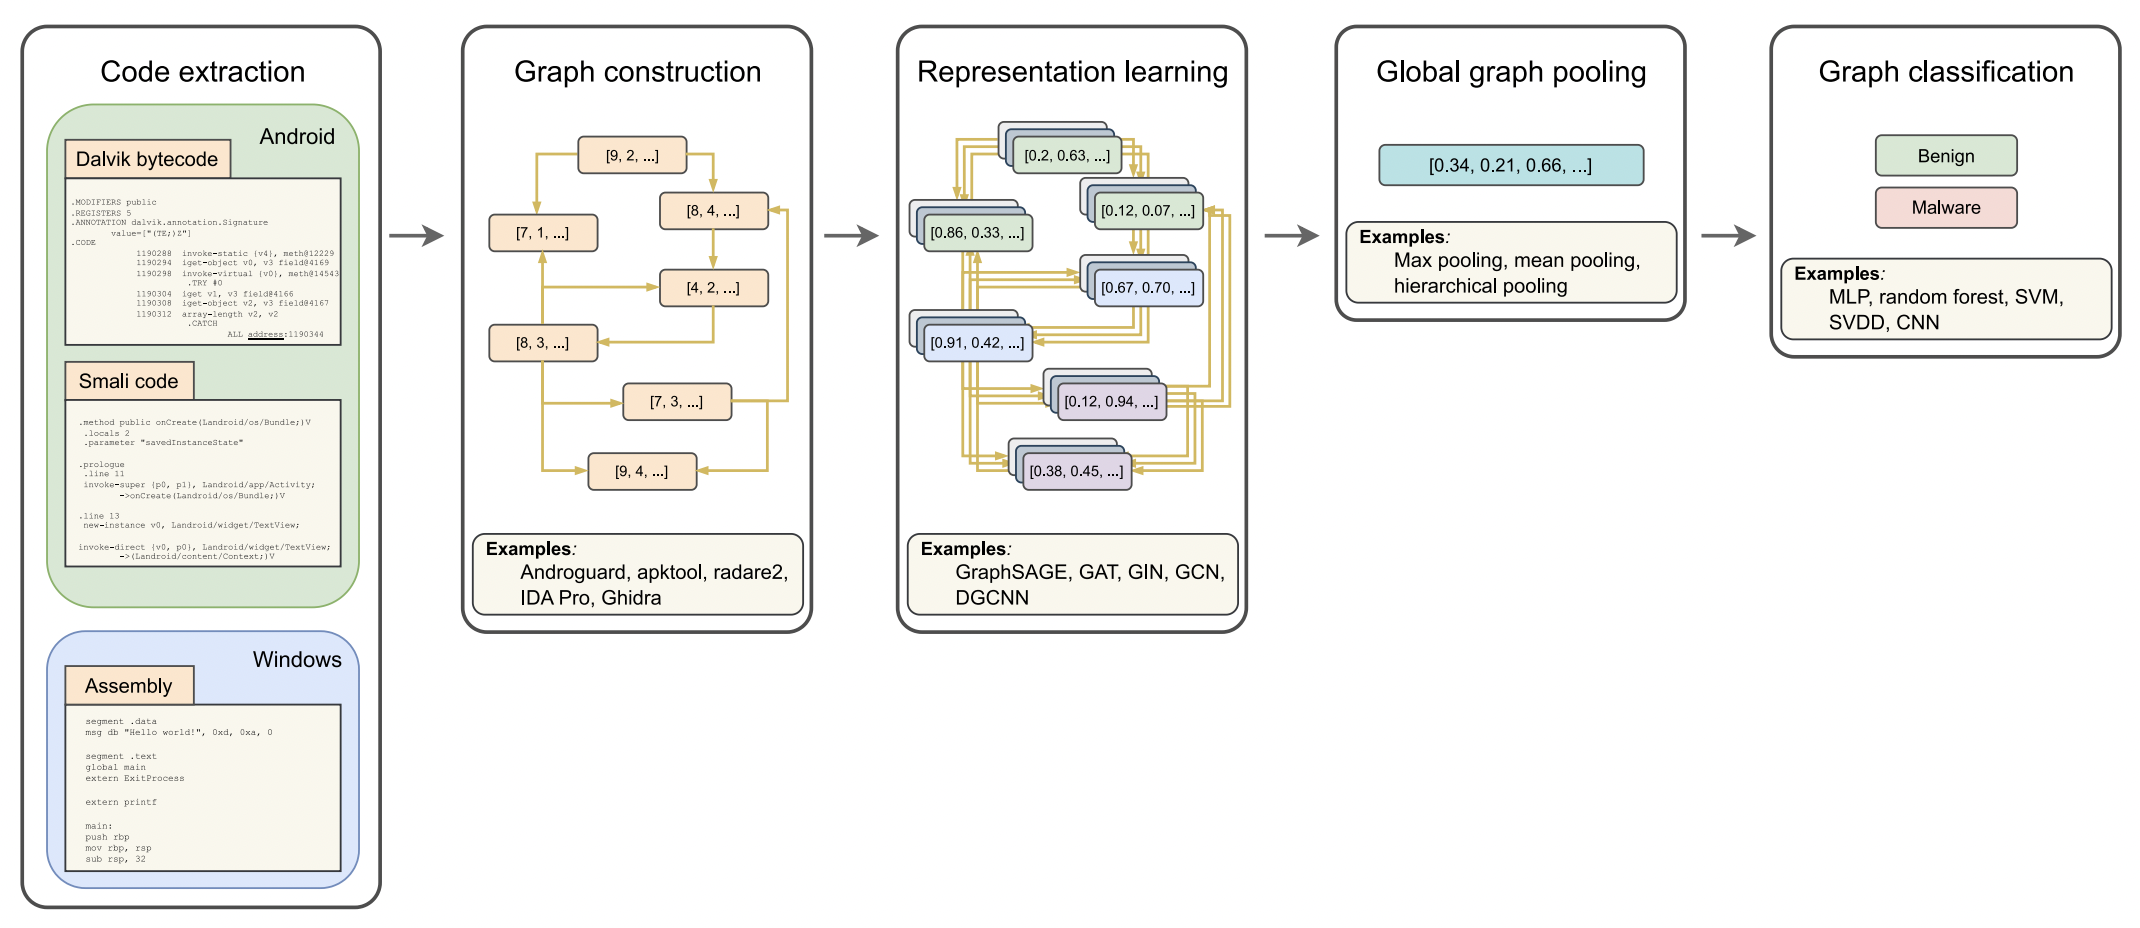 Code extraction
Android
Dalvik bytecode
.MODIFIERS public
.REGISTERS 5
.ANNOTATION dalvik.annotation.Signature
value=["(TE;)Z"]
.CODE
1190288 invoke-static {v4}, meth@12229
1190294 iget-object v0, v3 field@4169
1190298 invoke-virtual {v0}, meth@14543
.TRY #0
1190304 iget v1, v3 field@4166
1190308 iget-object v2, v3 field@4167
1190312 array-length v2, v2
.CATCH
ALL address:1190344
Smali code
.method public onCreate(Landroid/os/Bundle;)V
.locals 2
.parameter "savedInstanceState"
.prologue
.line 11
invoke-super {p0, p1}, Landroid/app/Activity;
->onCreate(Landroid/os/Bundle;)V
.line 13
new-instance v0, Landroid/widget/TextView;
invoke-direct {v0, p0}, Landroid/widget/TextView;
->(Landroid/content/Context;)V
Windows
Assembly
segment .data
msg db "Hello world!", 0xd, 0xa, 0
segment .text
global main
extern ExitProcess
extern printf
main:
push rbp
mov rbp, rsp
sub rsp, 32
Graph construction
[9, 2, ...]
[8, 4, ...]
[7, 1, ...]
[4, 2, ...]
[8, 3, ...]
[7, 3, ...]
[9, 4, ...]
Examples:
Androguard, apktool, radare2,
IDA Pro, Ghidra
Representation learning
[0.2, 0.63, ...]
[0.12, 0.07, ...]
[0.86, 0.33, ...]
[0.67, 0.70, ...]
[0.91, 0.42, ...]
[0.12, 0.94, ...]
[0.38, 0.45, ...]
Examples:
GraphSAGE, GAT, GIN, GCN,
DGCNN
Global graph pooling
[0.34, 0.21, 0.66, ...]
Examples:
Max pooling, mean pooling,
hierarchical pooling
Graph classification
Benign
Malware
Examples:
MLP, random forest, SVM,
SVDD, CNN